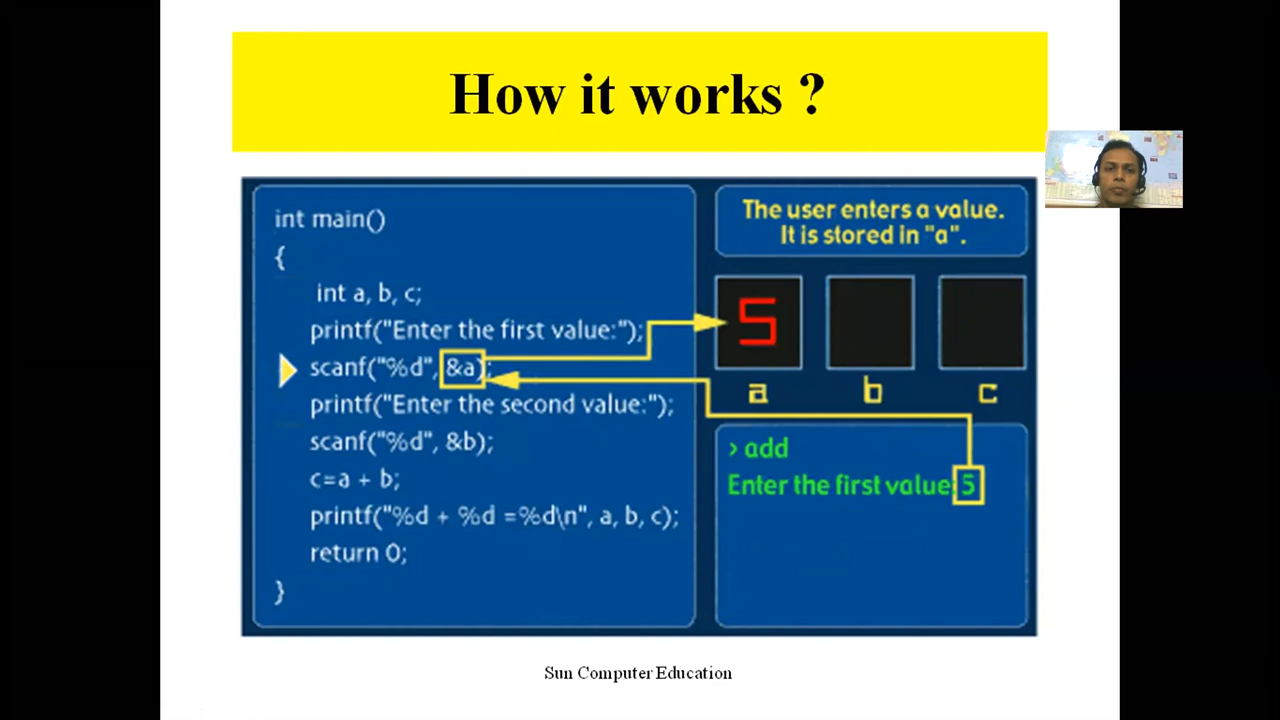 How it works ?
int main()
{
int a, b, c;
printf("Enter the first value:");
scanf("%d", &a);
printf("Enter the second value:");
scanf("%d", &b);
c=a + b;
printf("%d + %d =%d\n", a, b, c);
return 0;
}
The user enters a value.
It is stored in "a".
5
a b c
> add
Enter the first value:5
Sun Computer Education